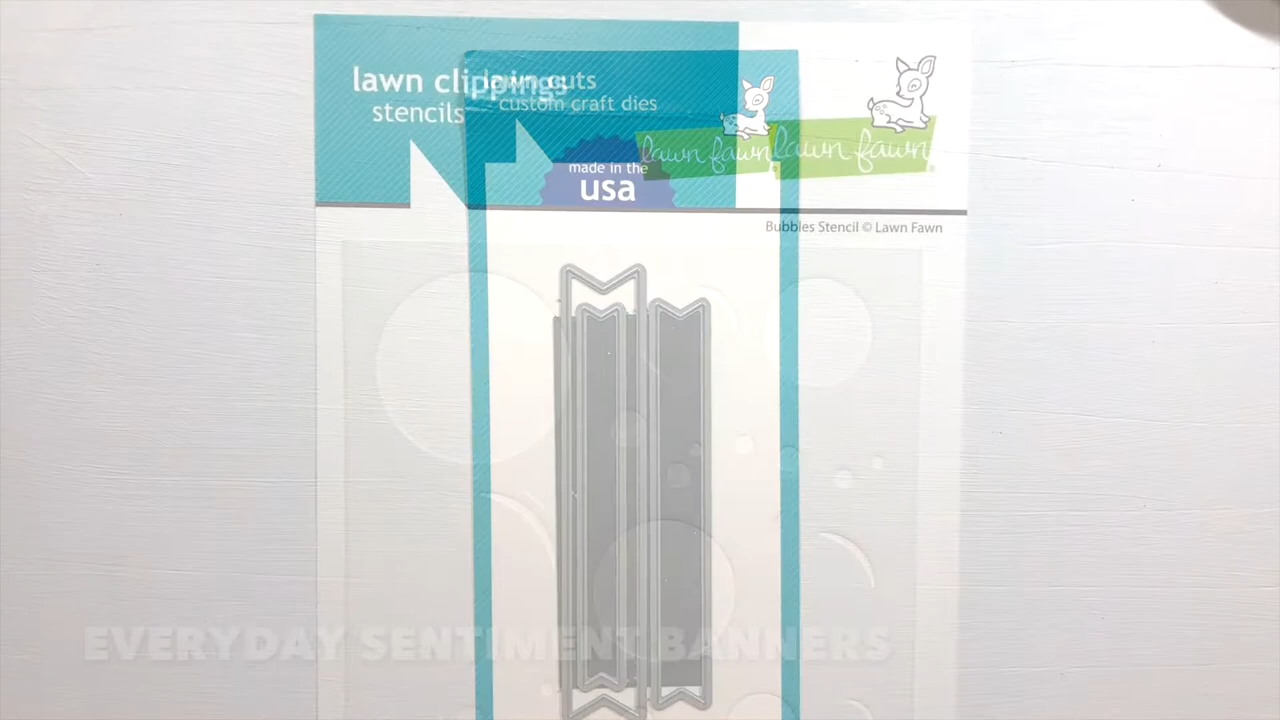 lawn clippings
stencils
lawn cuts
custom craft dies
lawn fawn
lawn fawn
made in the
usa
Bubbles Stencil © Lawn Fawn
EVERYDAY SENTIMENT BANNERS